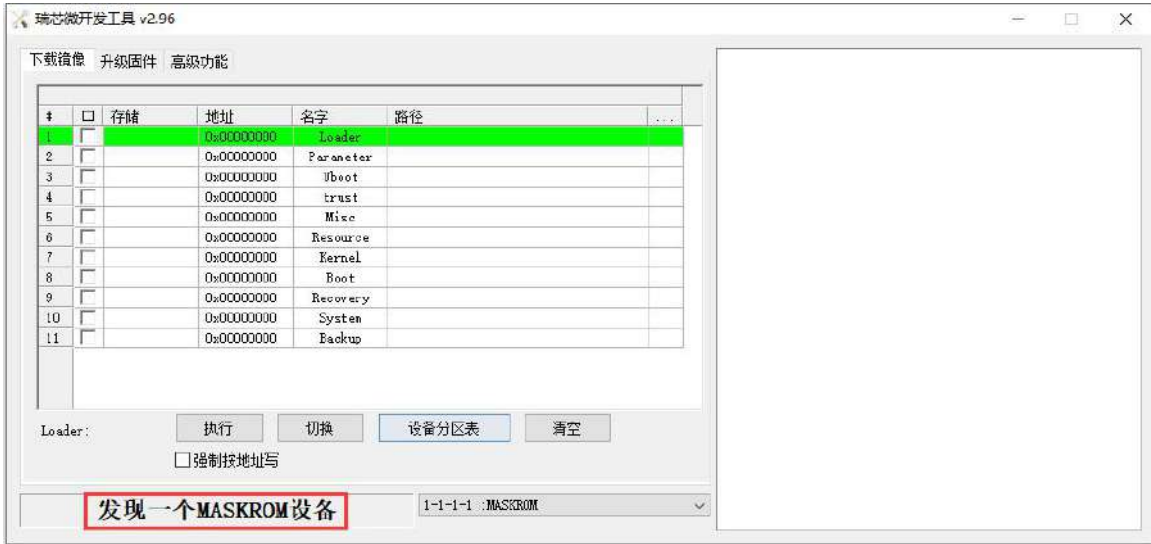 瑞芯微开发工具 v2.96
下载镜像 升级固件 高级功能
# 口 存储 地址 名字 路径 ...
1 0x00000000 Loader
2 0x00000000 Parameter
3 0x00000000 Uboot
4 0x00000000 trust
5 0x00000000 Misc
6 0x00000000 Resource
7 0x00000000 Kernel
8 0x00000000 Boot
9 0x00000000 Recovery
10 0x00000000 System
11 0x00000000 Backup
Loader: 执行 切换 设备分区表 清空
强制按地址写
发现一个MASKROM设备 1-1-1-1 :MASKROM